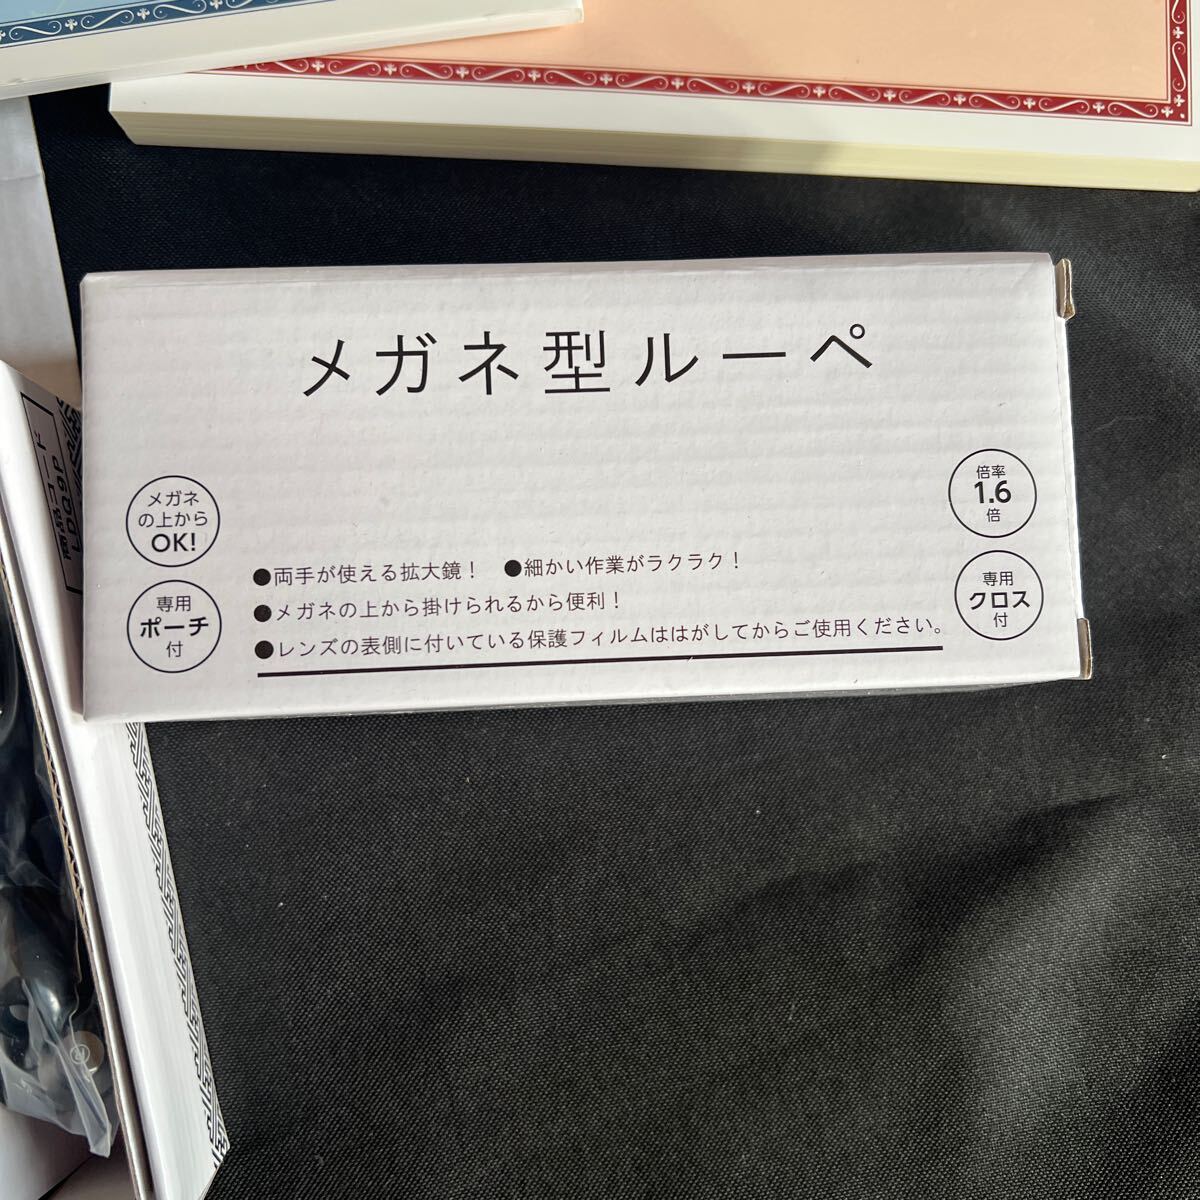 メガネ型ルーペ
メガネ
の上から
OK!
専用
ポーチ
付
倍率
1.6
倍
専用
クロス
付
●両手が使える拡大鏡！ ●細かい作業がラクラク！
●メガネの上から掛けられるから便利！
●レンズの表側に付いている保護フィルムははがしてからご使用ください。
商品コード